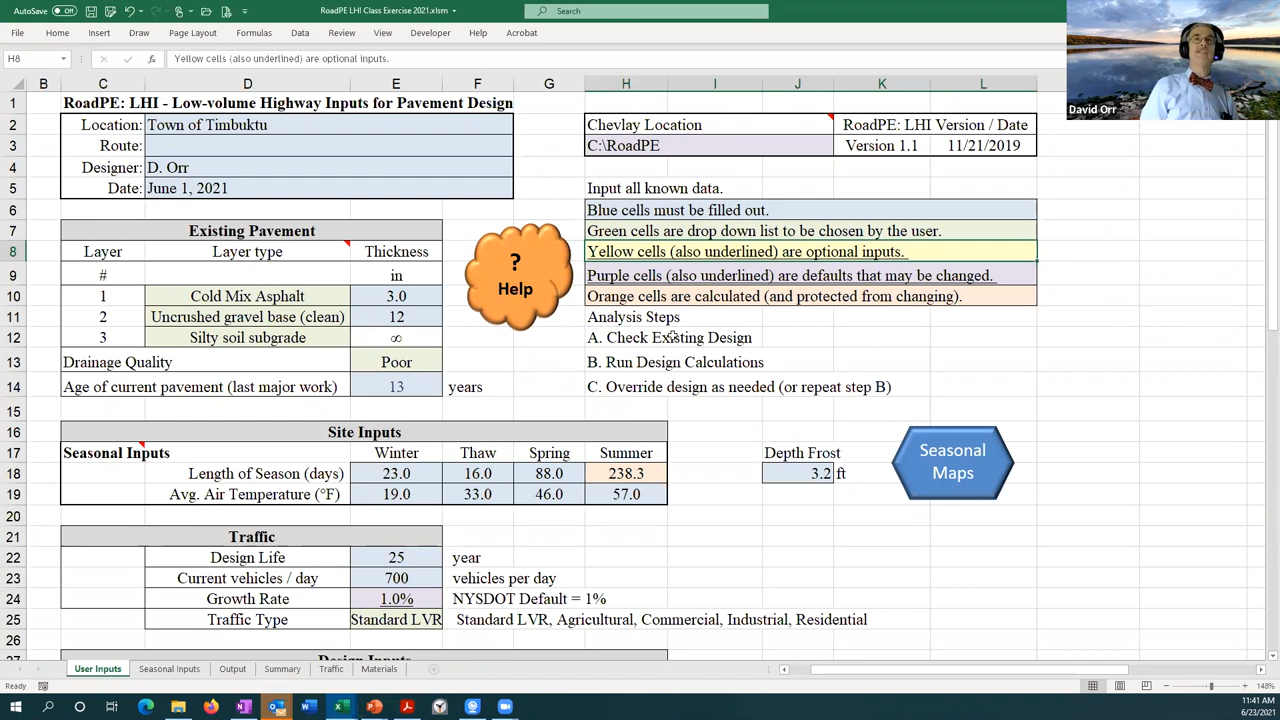 AutoSave Off RoadPE LHI Class Exercise 2021.xlsm Search
File Home Insert Draw Page Layout Formulas Data Review View Developer Help Acrobat
H8 fx Yellow cells (also underlined) are optional inputs.
David Orr
B C D E F G H I J K L
1 RoadPE: LHI - Low-volume Highway Inputs for Pavement Design
2 Location: Town of Timbuktu Chevlay Location RoadPE: LHI Version / Date
3 Route: C:\RoadPE Version 1.1 11/21/2019
4 Designer: D. Orr
5 Date: June 1, 2021 Input all known data.
6 Blue cells must be filled out.
7 Existing Pavement Green cells are drop down list to be chosen by the user.
8 Layer Layer type Thickness Yellow cells (also underlined) are optional inputs.
9 # in Purple cells (also underlined) are defaults that may be changed.
? Help
10 1 Cold Mix Asphalt 3.0 Orange cells are calculated (and protected from changing).
11 2 Uncrushed gravel base (clean) 12 Analysis Steps
12 3 Silty soil subgrade ∞ A. Check Existing Design
13 Drainage Quality Poor B. Run Design Calculations
14 Age of current pavement (last major work) 13 years C. Override design as needed (or repeat step B)
15
16 Site Inputs
17 Seasonal Inputs Winter Thaw Spring Summer Depth Frost
18 Length of Season (days) 23.0 16.0 88.0 238.3 3.2 ft
Seasonal Maps
19 Avg. Air Temperature (°F) 19.0 33.0 46.0 57.0
20
21 Traffic
22 Design Life 25 year
23 Current vehicles / day 700 vehicles per day
24 Growth Rate 1.0% NYSDOT Default = 1%
25 Traffic Type Standard LVR Standard LVR, Agricultural, Commercial, Industrial, Residential
26
27 Design Inputs
User Inputs Seasonal Inputs Output Summary Traffic Materials
Ready 148%
11:41 AM
6/23/2021